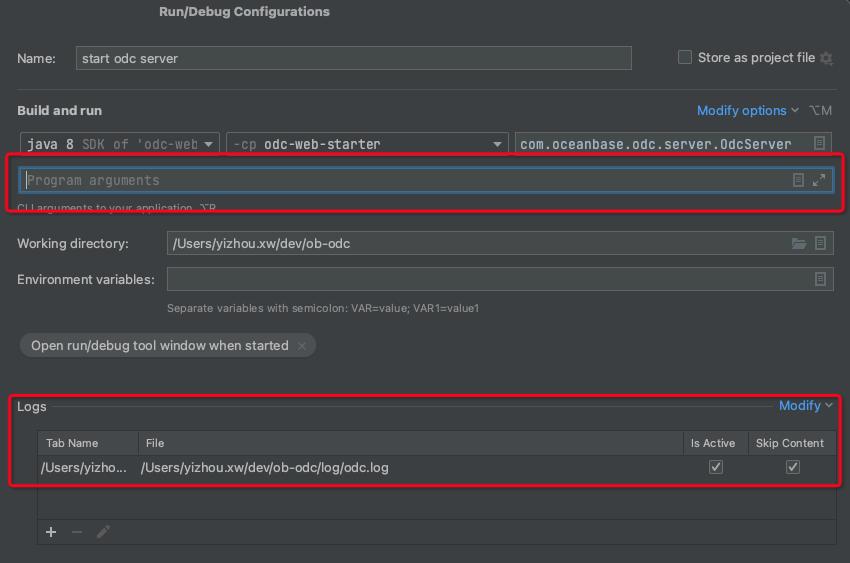 Run/Debug Configurations
Name: start odc server Store as project file
Build and run Modify options ⌥M
java 8 SDK of 'odc-web -cp odc-web-starter com.oceanbase.odc.server.OdcServer
Program arguments
CLI arguments to your application. ⌥R
Working directory: /Users/yizhou.xw/dev/ob-odc
Environment variables:
Separate variables with semicolon: VAR=value; VAR1=value1
Open run/debug tool window when started ×
Logs Modify
Tab Name File Is Active Skip Content
/Users/yizho... /Users/yizhou.xw/dev/ob-odc/log/odc.log